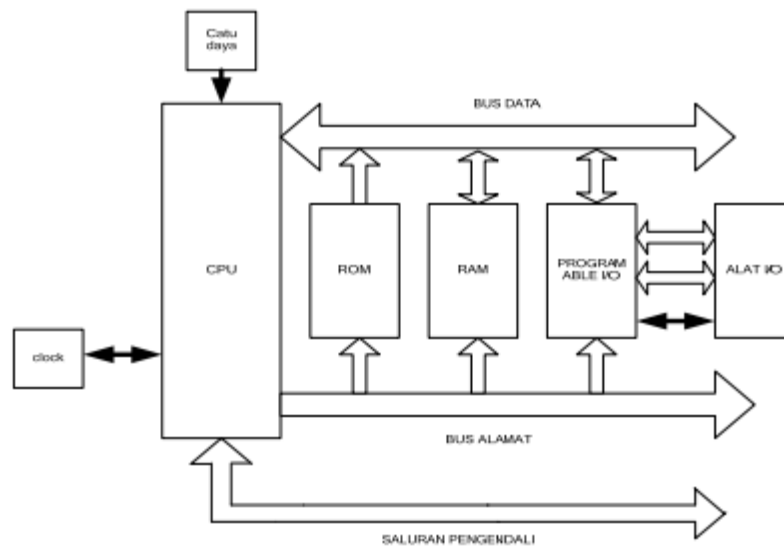 Catu
daya
BUS DATA
CPU
ROM
RAM
PROGRAM
ABLE I/O
ALAT I/O
clock
BUS ALAMAT
SALURAN PENGENDALI